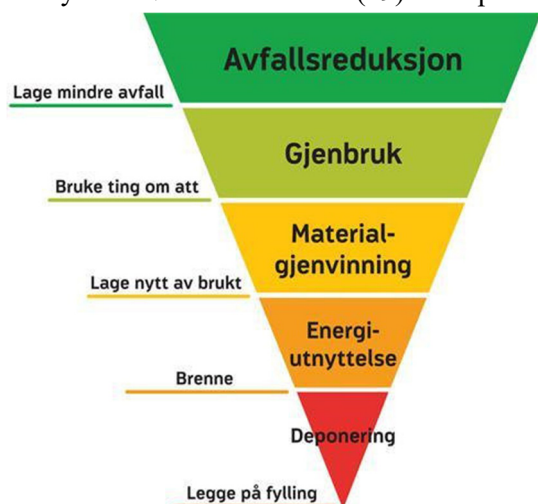 Avfallsreduksjon
Lage mindre avfall
Gjenbruk
Bruke ting om att
Material-
gjenvinning
Lage nytt av brukt
Energi-
utnyttelse
Brenne
Deponering
Legge på fylling